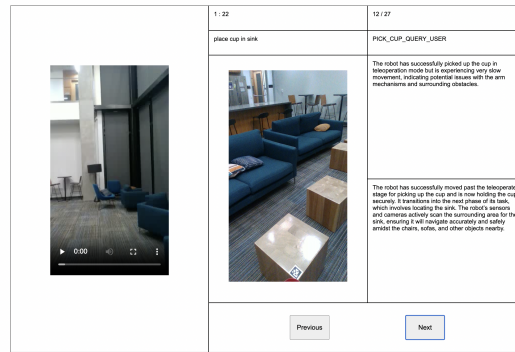 1 : 22
12 / 27
place cup in sink
PICK_CUP_QUERY_USER
The robot has successfully picked up the cup in
teleoperation mode but is experiencing very slow
movement, indicating potential issues with the arm
mechanisms and surrounding obstacles.
0:00
The robot has successfully moved past the teleoperate
stage for picking up the cup and is now holding the cup
securely. It transitions into the next phase of its task,
which involves locating the sink. The robot's sensors
and cameras actively scan the surrounding area for the
sink, ensuring it will navigate accurately and safely
amidst the chairs, sofas, and other objects nearby.
Previous
Next